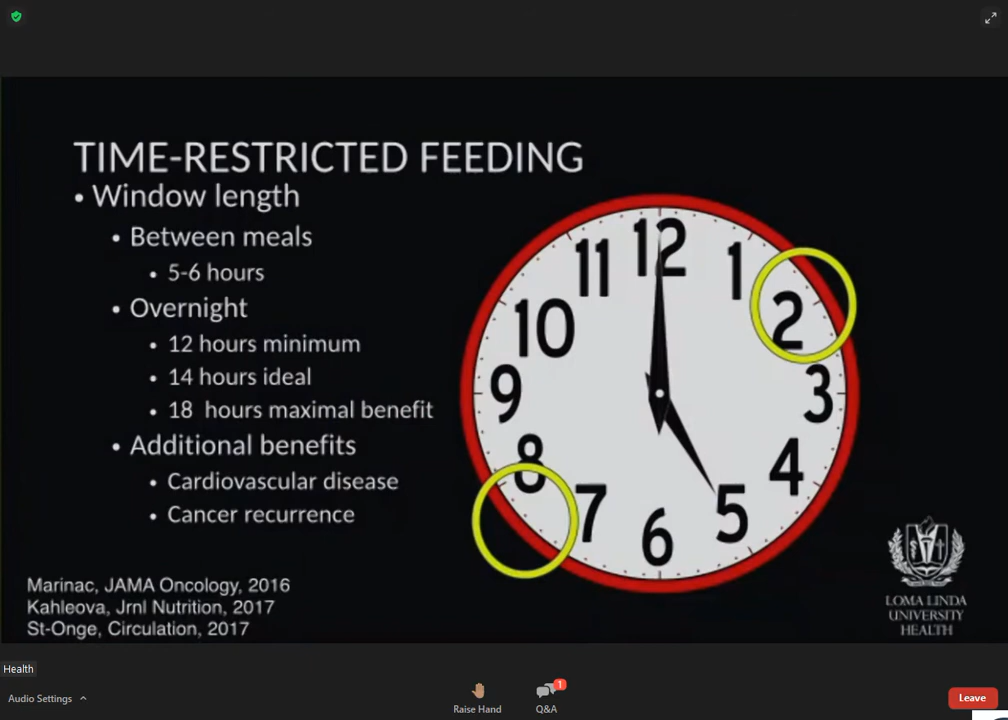 TIME-RESTRICTED FEEDING
• Window length
• Between meals
• 5-6 hours
• Overnight
• 12 hours minimum
• 14 hours ideal
• 18 hours maximal benefit
• Additional benefits
• Cardiovascular disease
• Cancer recurrence
Marinac, JAMA Oncology, 2016
Kahleova, Jrnl Nutrition, 2017
St-Onge, Circulation, 2017
12
1
2
3
4
5
6
7
8
9
10
11
LOMA LINDA
UNIVERSITY
HEALTH
Health
Audio Settings
Raise Hand
1
Q&A
Leave